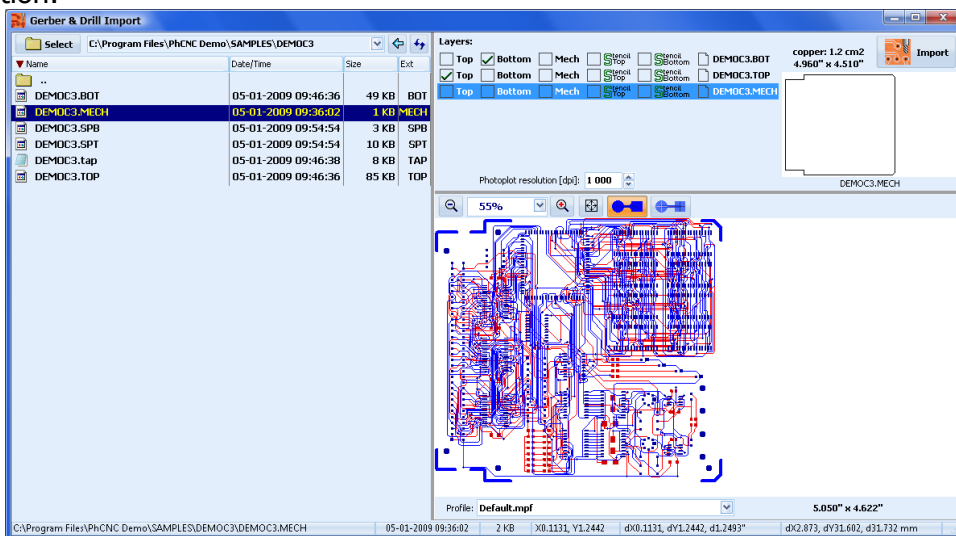 tion.
Gerber & Drill Import
Select C:\Program Files\PhCNC Demo\SAMPLES\DEMOC3
Name Date/Time Size Ext
..
DEMOC3.BOT 05-01-2009 09:46:36 49 KB BOT
DEMOC3.MECH 05-01-2009 09:36:02 1 KB MECH
DEMOC3.SPB 05-01-2009 09:54:54 3 KB SPB
DEMOC3.SPT 05-01-2009 09:54:54 10 KB SPT
DEMOC3.tap 05-01-2009 09:46:38 8 KB TAP
DEMOC3.TOP 05-01-2009 09:46:36 85 KB TOP
Layers:
Top Bottom Mech Stencil Top Stencil Bottom DEMOC3.BOT
Top Bottom Mech Stencil Top Stencil Bottom DEMOC3.TOP
Top Bottom Mech Stencil Top Stencil Bottom DEMOC3.MECH
copper: 1.2 cm2
4.960" x 4.510"
Import
Photoplot resolution [dpi]: 1 000
DEMOC3.MECH
55%
Profile: Default.mpf
5.050" x 4.622"
C:\Program Files\PhCNC Demo\SAMPLES\DEMOC3\DEMOC3.MECH 05-01-2009 09:36:02 2 KB X0.1131, Y1.2442 dX0.1131, dY1.2442, d1.2493" dX2.873, dY31.602, d31.732 mm